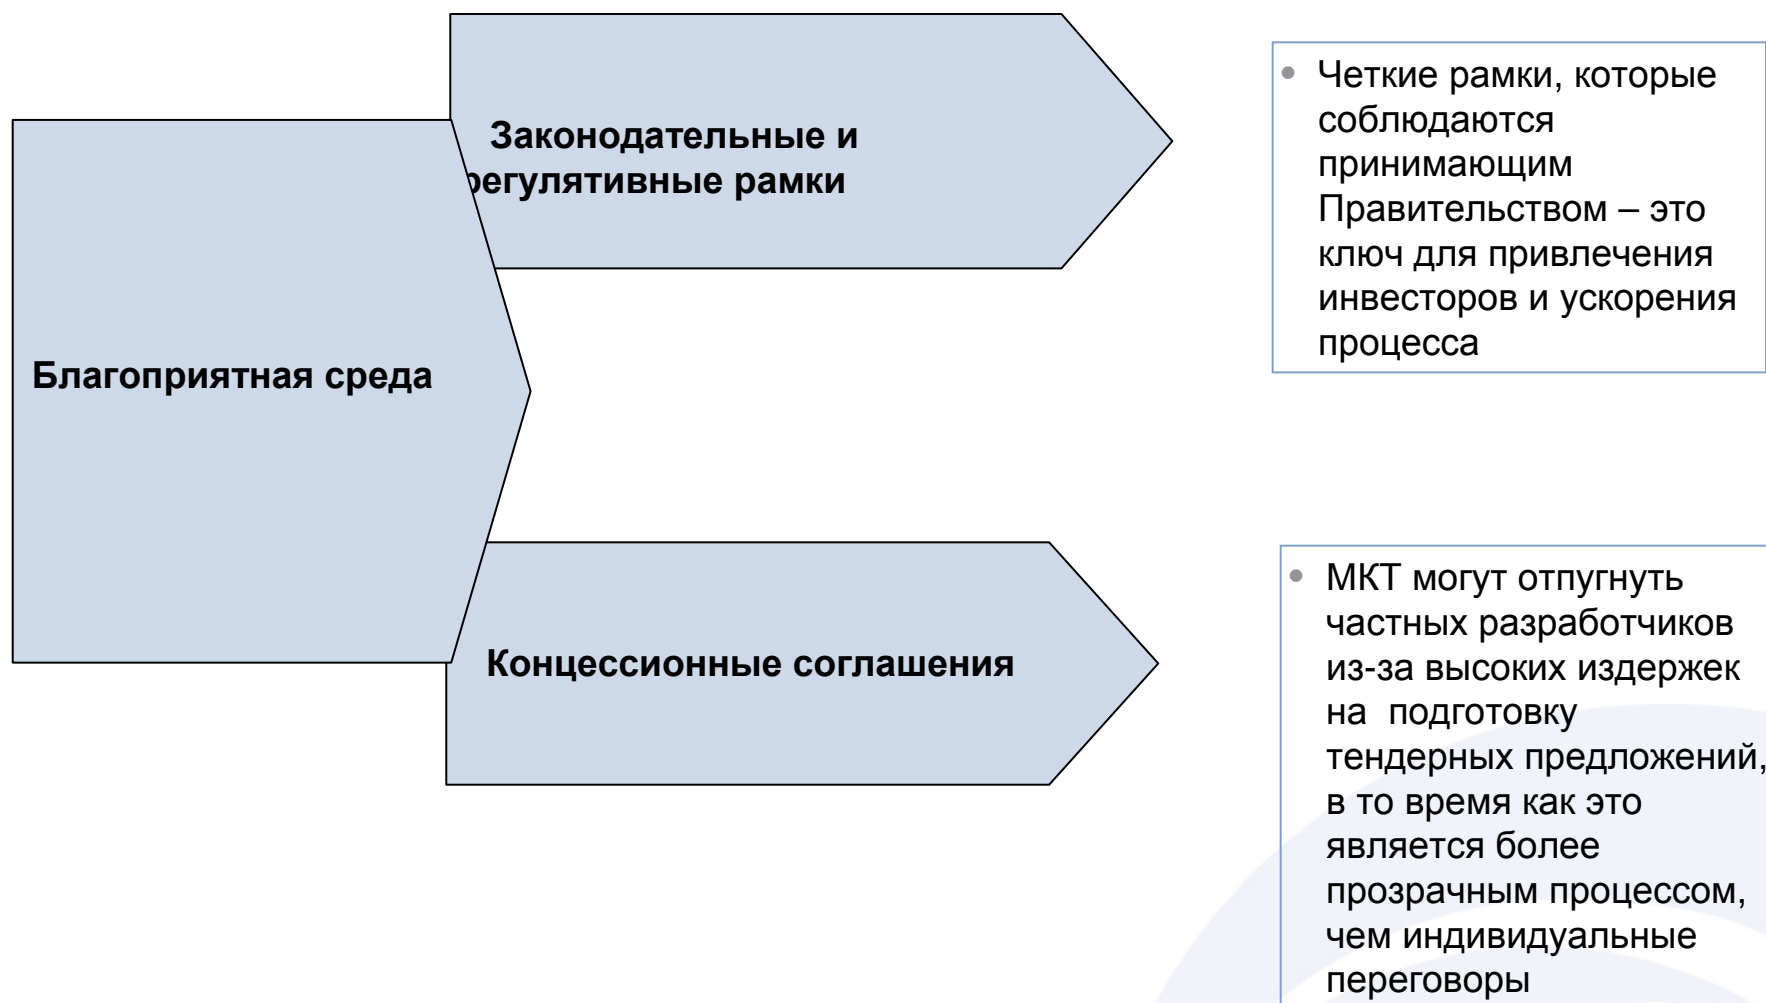 Законодательные и
регулятивные рамки
Благоприятная среда
Концессионные соглашения
• Четкие рамки, которые
соблюдаются
принимающим
Правительством – это
ключ для привлечения
инвесторов и ускорения
процесса
• МКТ могут отпугнуть
частных разработчиков
из-за высоких издержек
на подготовку
тендерных предложений,
в то время как это
является более
прозрачным процессом,
чем индивидуальные
переговоры